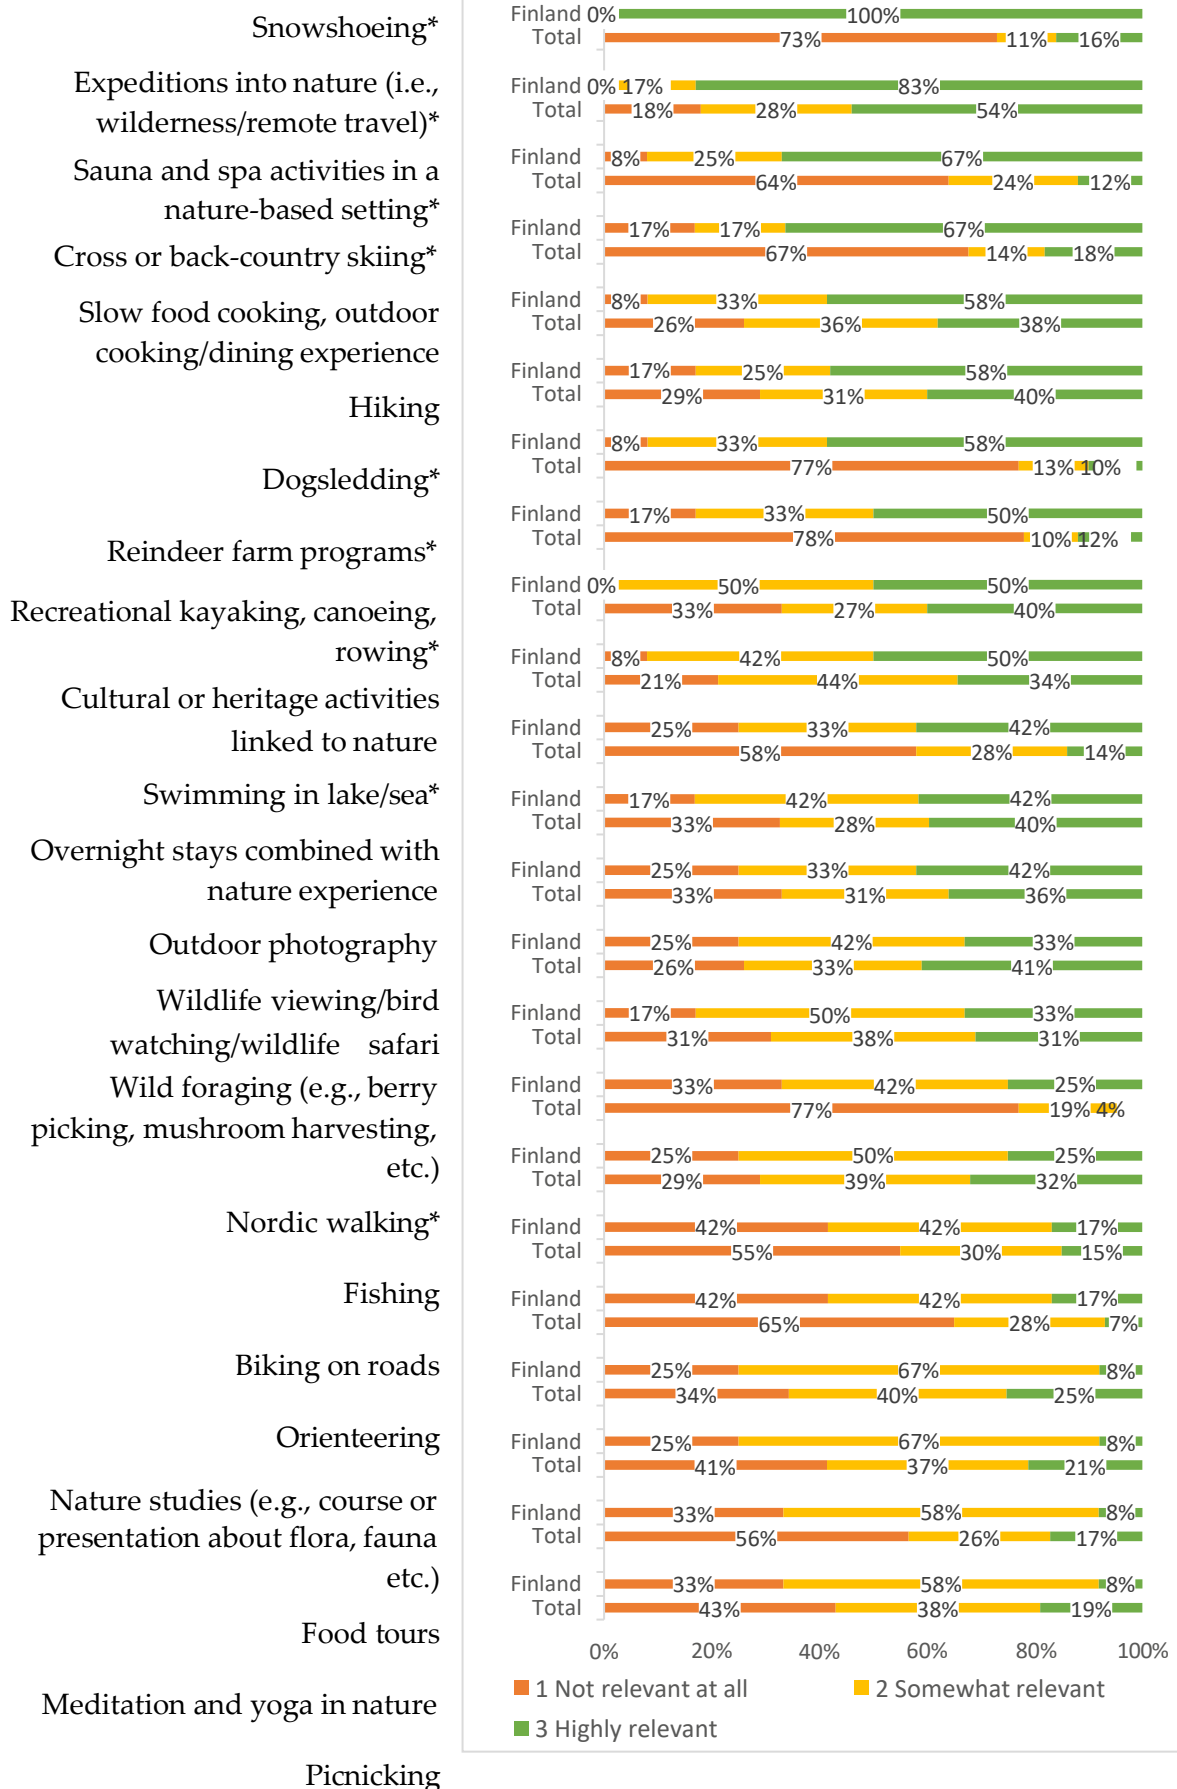 Snowshoeing*
Finland 0% 100%
Total 73% 11% 16%
Expeditions into nature (i.e.,
wilderness/remote travel)*
Finland 0% 17% 83%
Total 18% 28% 54%
Sauna and spa activities in a
nature-based setting*
Finland 8% 25% 67%
Total 64% 24% 12%
Cross or back-country skiing*
Finland 17% 17% 67%
Total 67% 14% 18%
Slow food cooking, outdoor
cooking/dining experience
Finland 8% 33% 58%
Total 26% 36% 38%
Hiking
Finland 17% 25% 58%
Total 29% 31% 40%
Dogsledding*
Finland 8% 33% 58%
Total 77% 13% 10%
Reindeer farm programs*
Finland 17% 33% 50%
Total 78% 10% 12%
Recreational kayaking, canoeing,
rowing*
Finland 0% 50% 50%
Total 33% 27% 40%
Cultural or heritage activities
linked to nature
Finland 8% 42% 50%
Total 21% 44% 34%
Swimming in lake/sea*
Finland 25% 33% 42%
Total 58% 28% 14%
Overnight stays combined with
nature experience
Finland 17% 42% 42%
Total 33% 28% 40%
Outdoor photography
Finland 25% 33% 42%
Total 33% 31% 36%
Wildlife viewing/bird
watching/wildlife safari
Finland 25% 42% 33%
Total 26% 33% 41%
Wild foraging (e.g., berry
picking, mushroom harvesting,
etc.)
Finland 17% 50% 33%
Total 31% 38% 31%
Nordic walking*
Finland 33% 42% 25%
Total 77% 19% 4%
Fishing
Finland 25% 50% 25%
Total 29% 39% 32%
Biking on roads
Finland 42% 42% 17%
Total 55% 30% 15%
Orienteering
Finland 42% 42% 17%
Total 65% 28% 7%
Nature studies (e.g., course or
presentation about flora, fauna
etc.)
Finland 25% 67% 8%
Total 34% 40% 25%
Food tours
Finland 25% 67% 8%
Total 41% 37% 21%
Meditation and yoga in nature
Finland 33% 58% 8%
Total 56% 26% 17%
Picnicking
Finland 33% 58% 8%
Total 43% 38% 19%
0% 20% 40% 60% 80% 100%
1 Not relevant at all 2 Somewhat relevant
3 Highly relevant